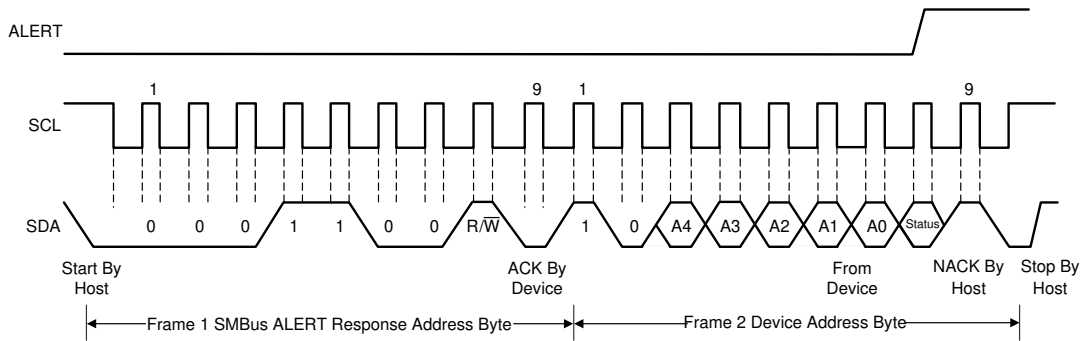 ALERT
1 9 1 9
SCL
SDA 0 0 0 1 1 0 0 R/W̅ 1 0 A4 A3 A2 A1 A0 Status
Start By
Host
ACK By
Device
From
Device
NACK By
Host
Stop By
Host
Frame 1 SMBus ALERT Response Address Byte
Frame 2 Device Address Byte